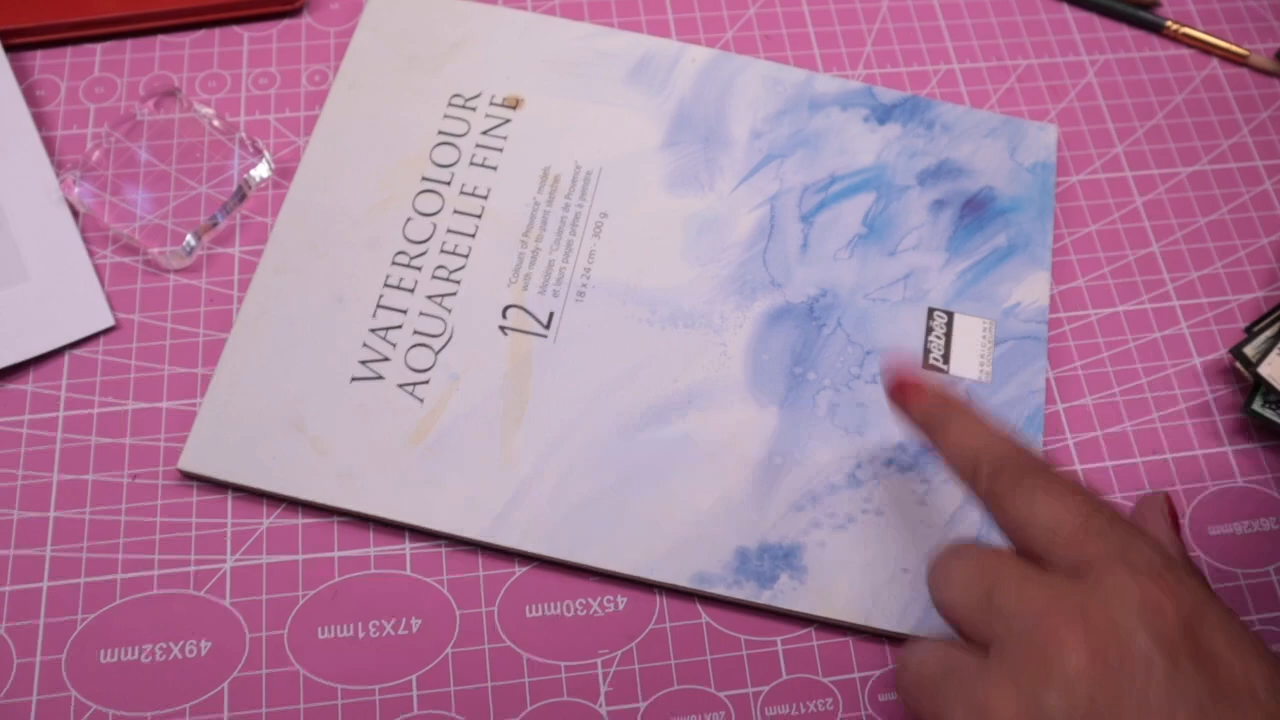 WATERCOLOUR
AQUARELLE FINE
12
"Colours of Provence" models
with ready-to-paint sketches.
Modèles "Couleurs de Provence"
et leurs pages prêtes à peindre.
18 x 24 cm - 300 g
pébéo
49X32mm
47X31mm
45X30mm
23X17mm